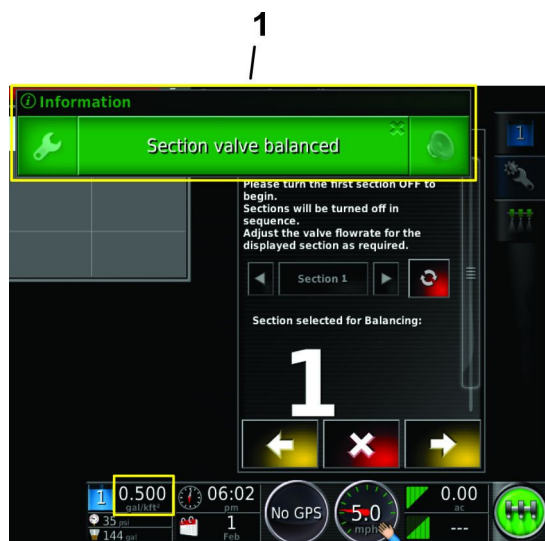 1
Information
Section valve balanced
1
Please turn the first section OFF to
begin.
Sections will be turned off in
sequence.
Adjust the valve flowrate for the
displayed section as required.
Section 1
Section selected for Balancing:
1
1 0.500 gal/kft² 06:02 pm No GPS 5.0 mph 0.00 ac
35 psi 1 Feb ---
144 gal